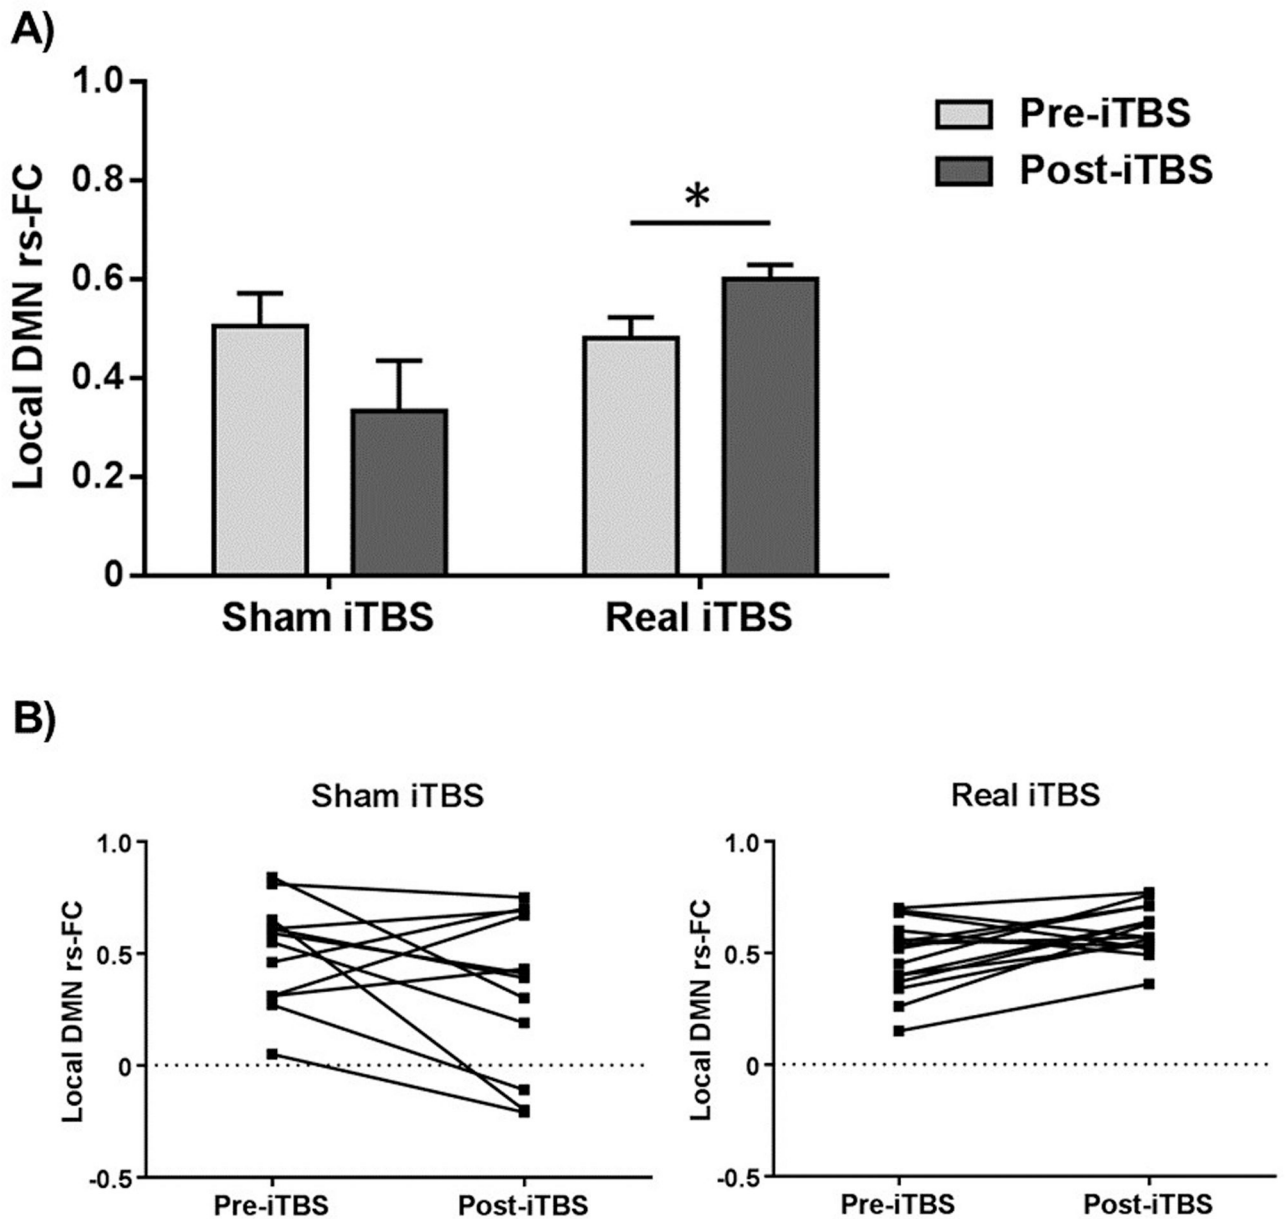 A)
Local DMN rs-FC
1.0
0.8
0.6
0.4
0.2
0
*
Pre-iTBS
Post-iTBS
Sham iTBS
Real iTBS
B)
Sham iTBS
Local DMN rs-FC
1.0
0.5
0
-0.5
Pre-iTBS
Post-iTBS
Real iTBS
Local DMN rs-FC
1.0
0.5
0
-0.5
Pre-iTBS
Post-iTBS